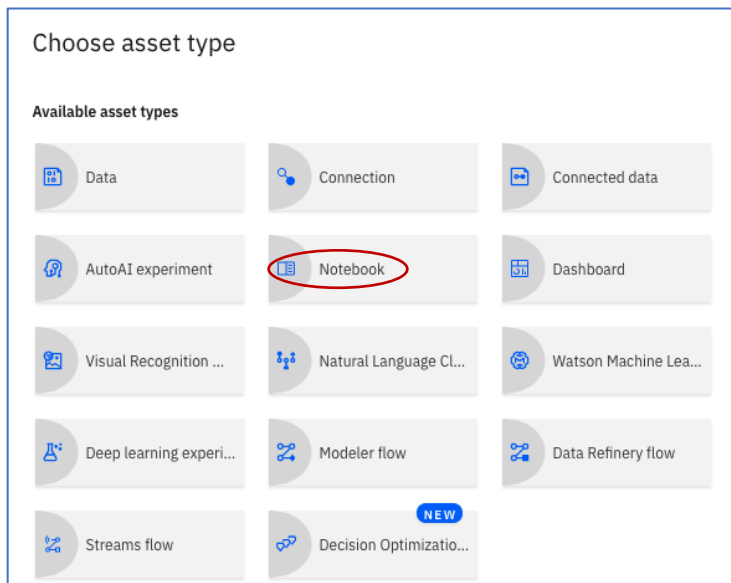 Choose asset type
Available asset types
Data
Connection
Connected data
AutoAI experiment
Notebook
Dashboard
Visual Recognition ...
Natural Language Cl...
Watson Machine Lea...
Deep learning experi...
Modeler flow
Data Refinery flow
NEW
Streams flow
Decision Optimizatio...